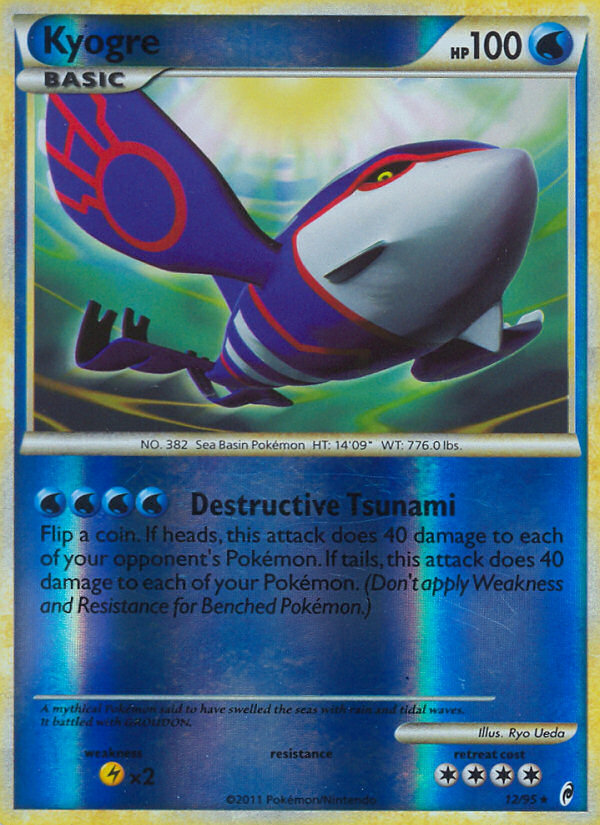 Kyogre
HP100
BASIC
NO. 382 Sea Basin Pokémon HT: 14'09" WT: 776.0 lbs.
Destructive Tsunami
Flip a coin. If heads, this attack does 40 damage to each
of your opponent's Pokémon. If tails, this attack does 40
damage to each of your Pokémon. (Don't apply Weakness
and Resistance for Benched Pokémon.)
A mythical Pokémon said to have swelled the seas with rain and tidal waves.
It battled with GROUDON.
Illus. Ryo Ueda
weakness
resistance
retreat cost
×2
©2011 Pokémon/Nintendo
12/95 ★